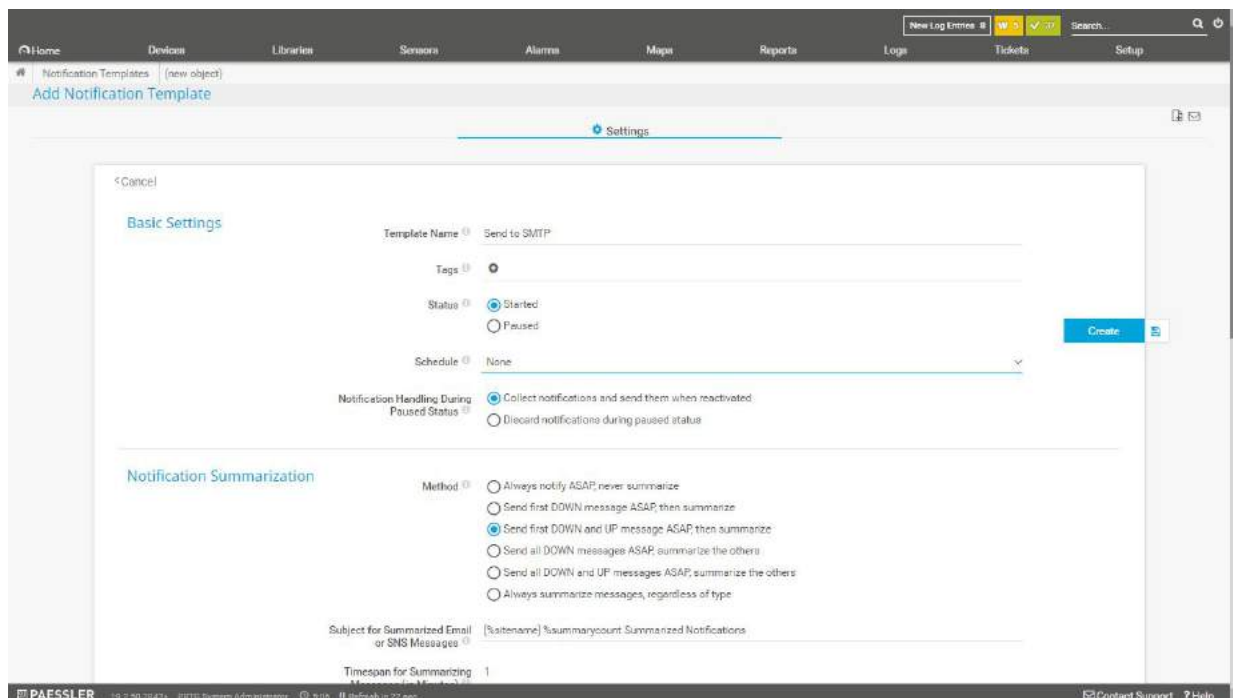 New Log Entries 8
Search...
Home Devices Libraries Sensors Alarms Maps Reports Logs Tickets Setup
Notification Templates (new object)
Add Notification Template
Settings
<Cancel
Basic Settings
Template Name Send to SMTP
Tags
Status Started
Paused
Create
Schedule None
Notification Handling During
Paused Status
Collect notifications and send them when reactivated
Discard notifications during paused status
Notification Summarization
Method Always notify ASAP, never summarize
Send first DOWN message ASAP, then summarize
Send first DOWN and UP message ASAP, then summarize
Send all DOWN messages ASAP, summarize the others
Send all DOWN and UP messages ASAP, summarize the others
Always summarize messages, regardless of type
Subject for Summarized Email
or SNS Messages
[%sitename] %summarycount Summarized Notifications
Timespan for Summarizing 1
PAESSLER PRTG System Administrator Contact Support ? Help